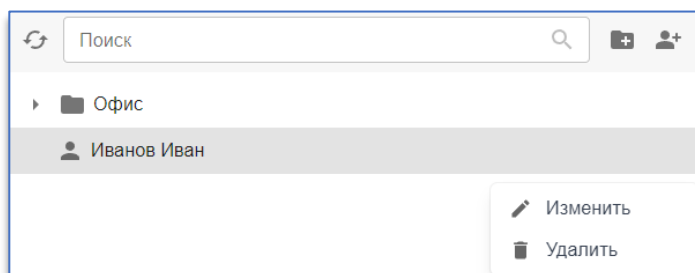 Поиск
Офис
Иванов Иван
Изменить
Удалить